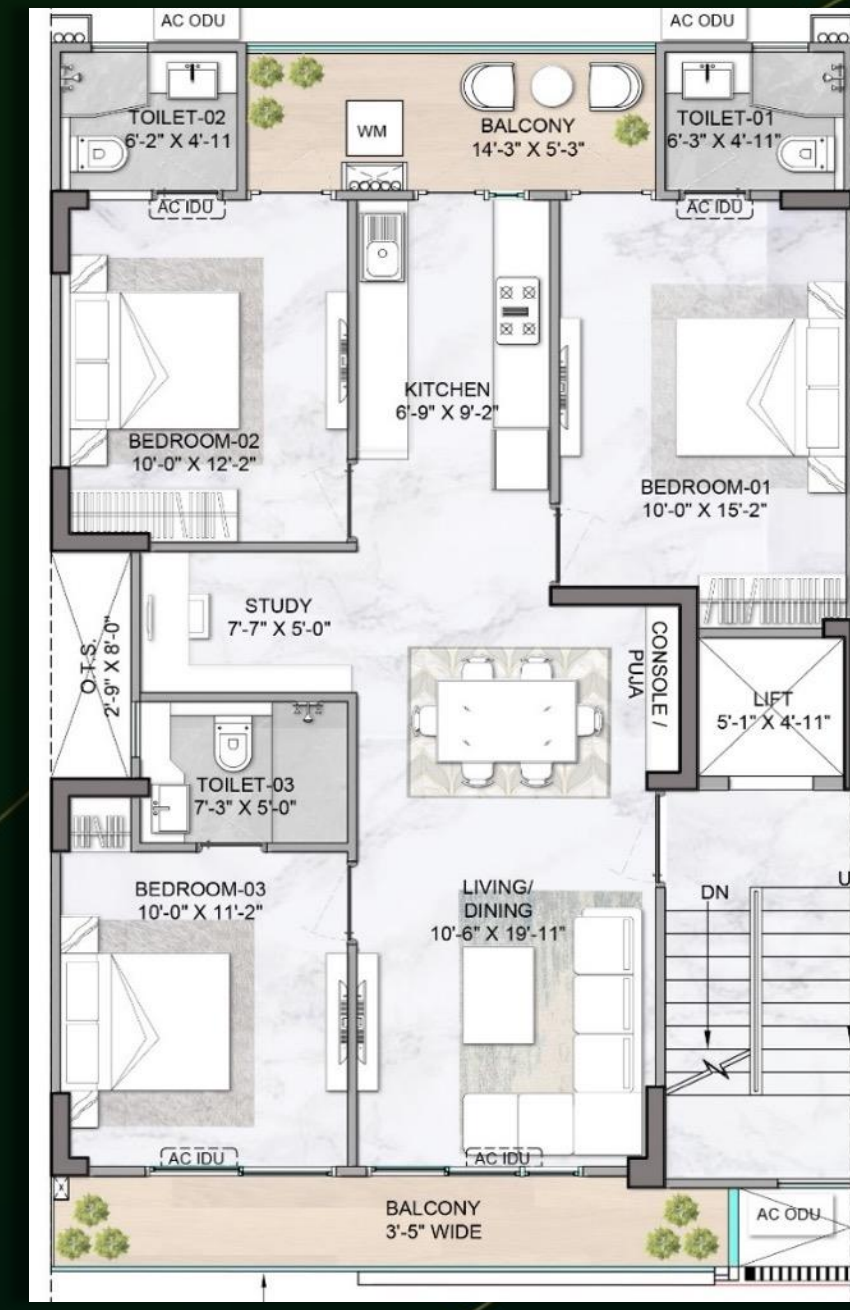 AC ODU
AC ODU
TOILET-02
6'-2" X 4'-11
WM
BALCONY
14'-3" X 5'-3"
TOILET-01
6'-3" X 4'-11"
AC IDU
AC IDU
KITCHEN
6'-9" X 9'-2"
BEDROOM-02
10'-0" X 12'-2"
BEDROOM-01
10'-0" X 15'-2"
STUDY
7'-7" X 5'-0"
O.T.S.
2'-9" X 8'-0"
CONSOLE /
PUJA
LIFT
5'-1" X 4'-11"
TOILET-03
7'-3" X 5'-0"
BEDROOM-03
10'-0" X 11'-2"
LIVING/
DINING
10'-6" X 19'-11"
DN
U
AC IDU
AC IDU
BALCONY
3'-5" WIDE
AC ODU